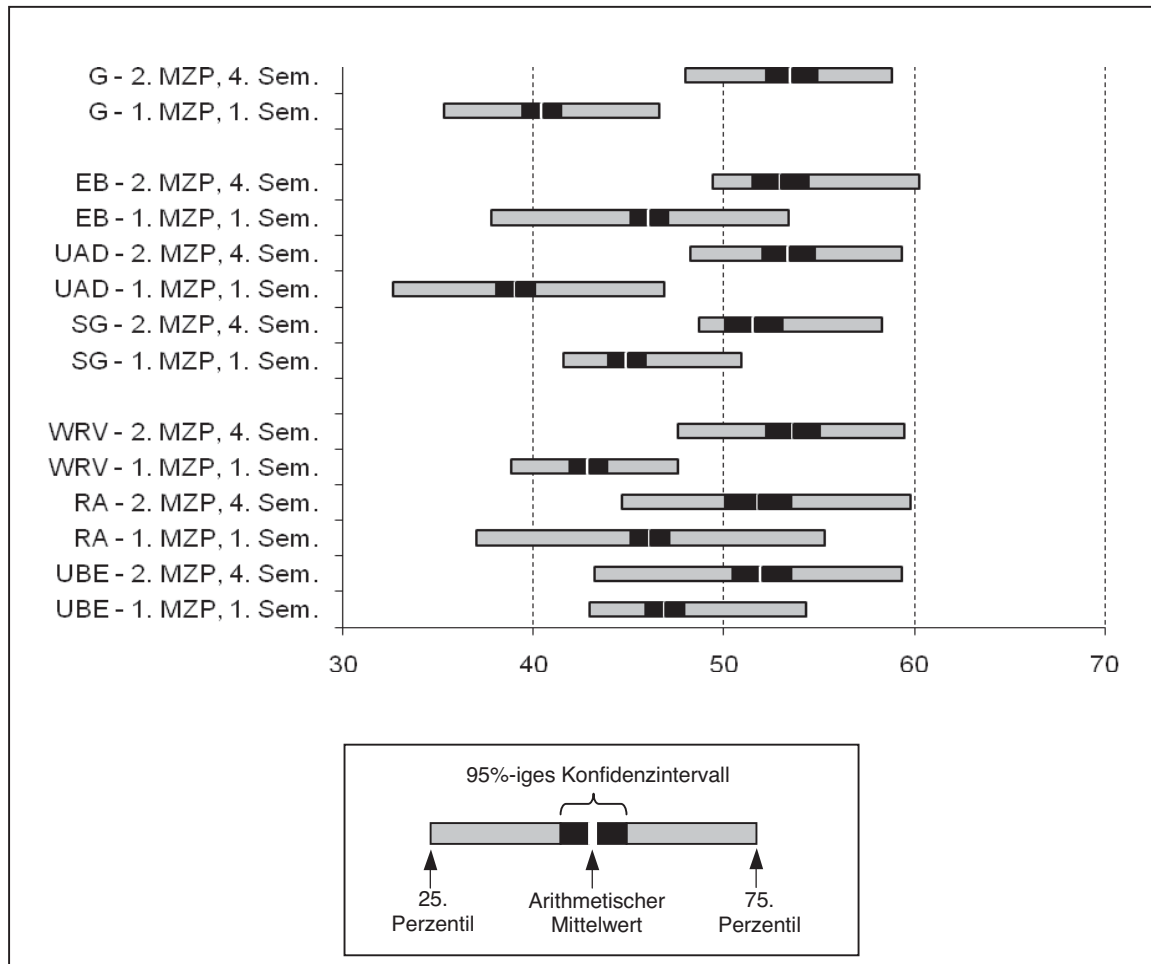 G - 2. MZP, 4. Sem.
G - 1. MZP, 1. Sem.
EB - 2. MZP, 4. Sem.
EB - 1. MZP, 1. Sem.
UAD - 2. MZP, 4. Sem.
UAD - 1. MZP, 1. Sem.
SG - 2. MZP, 4. Sem.
SG - 1. MZP, 1. Sem.
WRV - 2. MZP, 4. Sem.
WRV - 1. MZP, 1. Sem.
RA - 2. MZP, 4. Sem.
RA - 1. MZP, 1. Sem.
UBE - 2. MZP, 4. Sem.
UBE - 1. MZP, 1. Sem.
30 40 50 60 70
95%-iges Konfidenzintervall
25. Arithmetischer 75.
Perzentil Mittelwert Perzentil